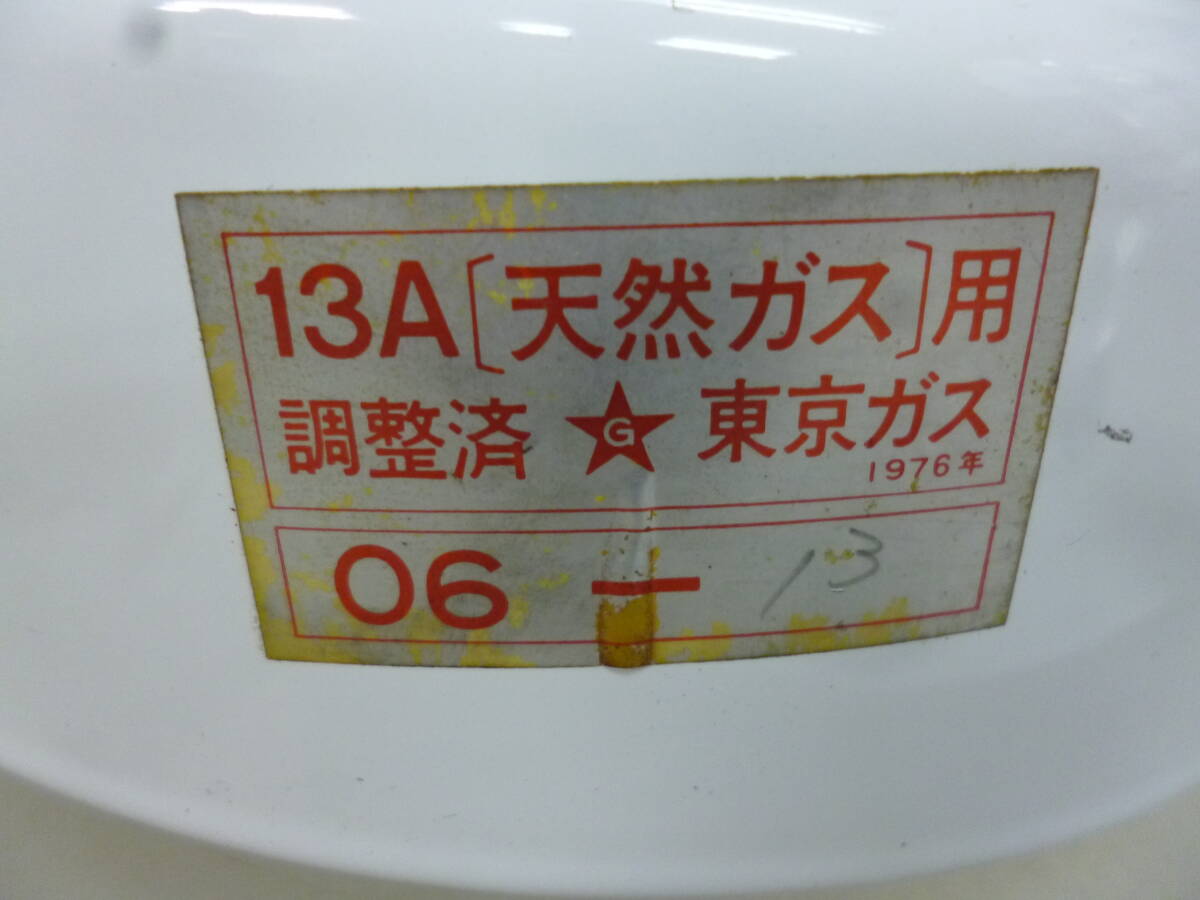 13A〔天然ガス〕用
調整済 ★G 東京ガス
1976年
06 — 13